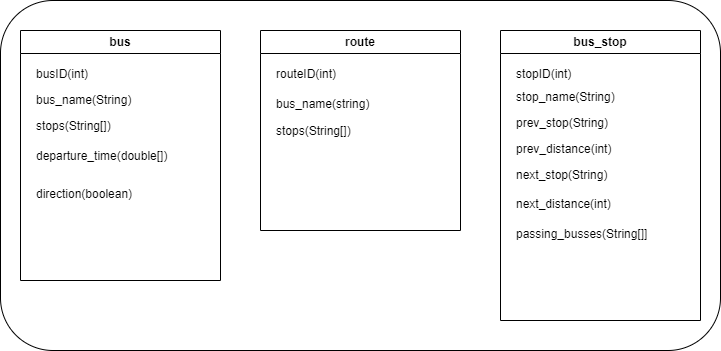 bus
busID(int)
bus_name(String)
stops(String[])
departure_time(double[])
direction(boolean)
route
routeID(int)
bus_name(string)
stops(String[])
bus_stop
stopID(int)
stop_name(String)
prev_stop(String)
prev_distance(int)
next_stop(String)
next_distance(int)
passing_busses(String[]]